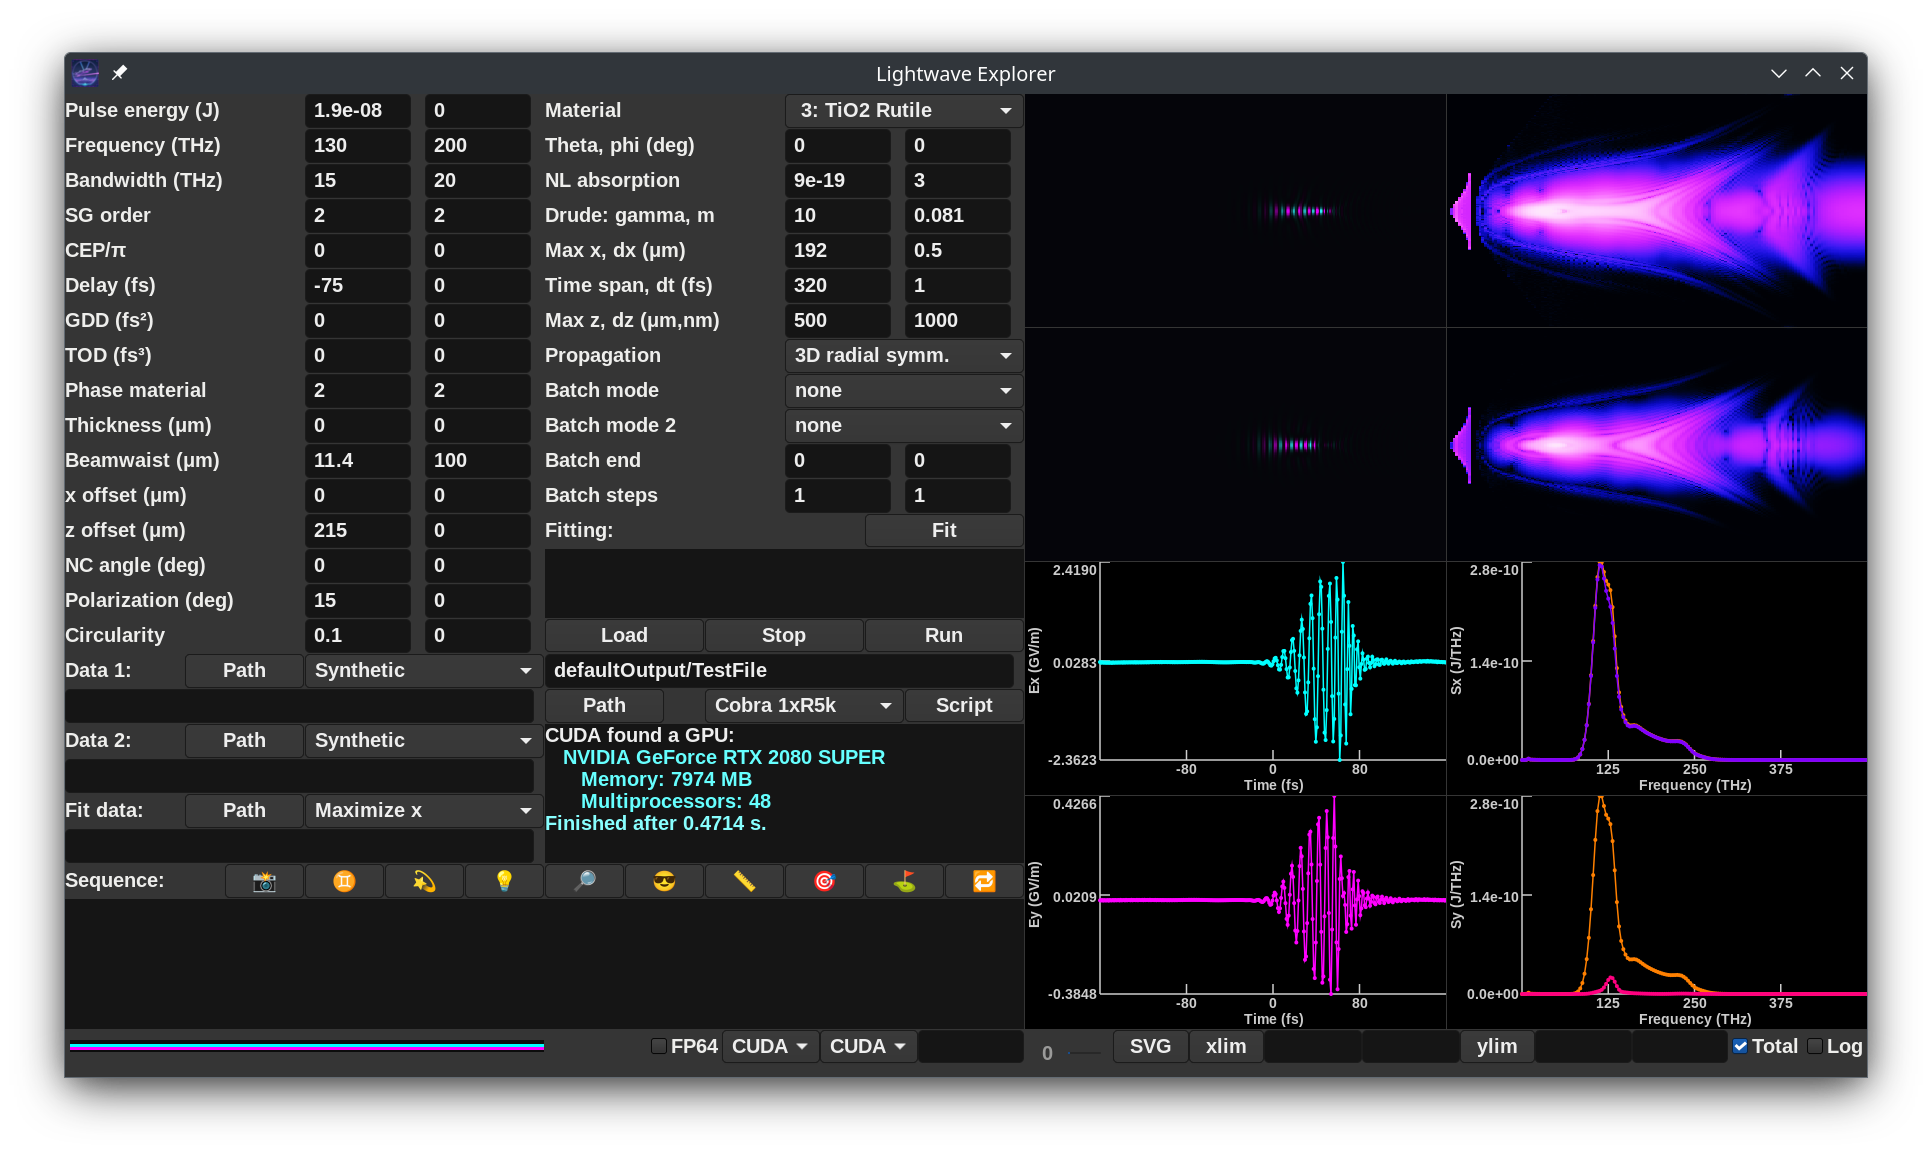 Lightwave Explorer
Pulse energy (J) 1.9e-08 0
Frequency (THz) 130 200
Bandwidth (THz) 15 20
SG order 2 2
CEP/π 0 0
Delay (fs) -75 0
GDD (fs²) 0 0
TOD (fs³) 0 0
Phase material 2 2
Thickness (μm) 0 0
Beamwaist (μm) 11.4 100
x offset (μm) 0 0
z offset (μm) 215 0
NC angle (deg) 0 0
Polarization (deg) 15 0
Circularity 0.1 0
Data 1: Path Synthetic
Data 2: Path Synthetic
Fit data: Path Maximize x
Sequence:
Material 3: TiO2 Rutile
Theta, phi (deg) 0 0
NL absorption 9e-19 3
Drude: gamma, m 10 0.081
Max x, dx (μm) 192 0.5
Time span, dt (fs) 320 1
Max z, dz (μm,nm) 500 1000
Propagation 3D radial symm.
Batch mode none
Batch mode 2 none
Batch end 0 0
Batch steps 1 1
Fitting: Fit
Load Stop Run
defaultOutput/TestFile
Path Cobra 1xR5k Script
CUDA found a GPU:
NVIDIA GeForce RTX 2080 SUPER
Memory: 7974 MB
Multiprocessors: 48
Finished after 0.4714 s.
2.4190
0.0283
-2.3623
Ex (GV/m)
-80 0 80
Time (fs)
2.8e-10
1.4e-10
0.0e+00
Sx (J/THz)
125 250 375
Frequency (THz)
0.4266
0.0209
-0.3848
Ey (GV/m)
-80 0 80
Time (fs)
2.8e-10
1.4e-10
0.0e+00
Sy (J/THz)
125 250 375
Frequency (THz)
FP64 CUDA CUDA 0 SVG xlim ylim Total Log